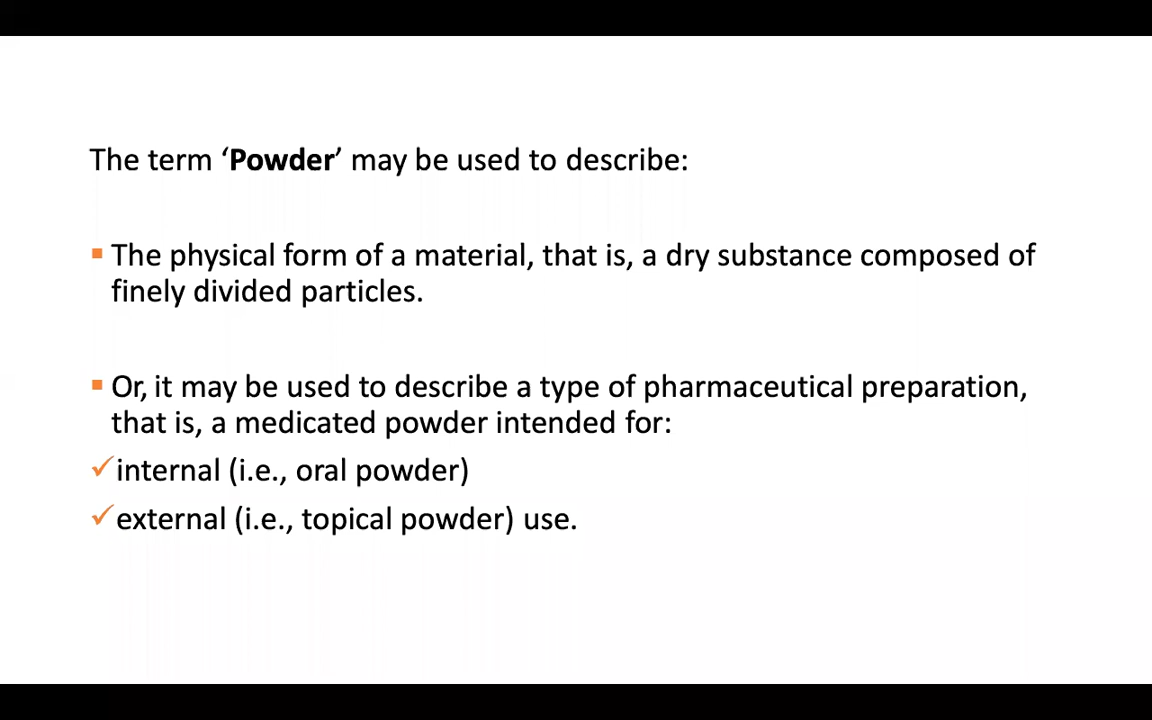 The term ‘Powder’ may be used to describe:
▪ The physical form of a material, that is, a dry substance composed of
finely divided particles.
▪ Or, it may be used to describe a type of pharmaceutical preparation,
that is, a medicated powder intended for:
✓internal (i.e., oral powder)
✓external (i.e., topical powder) use.